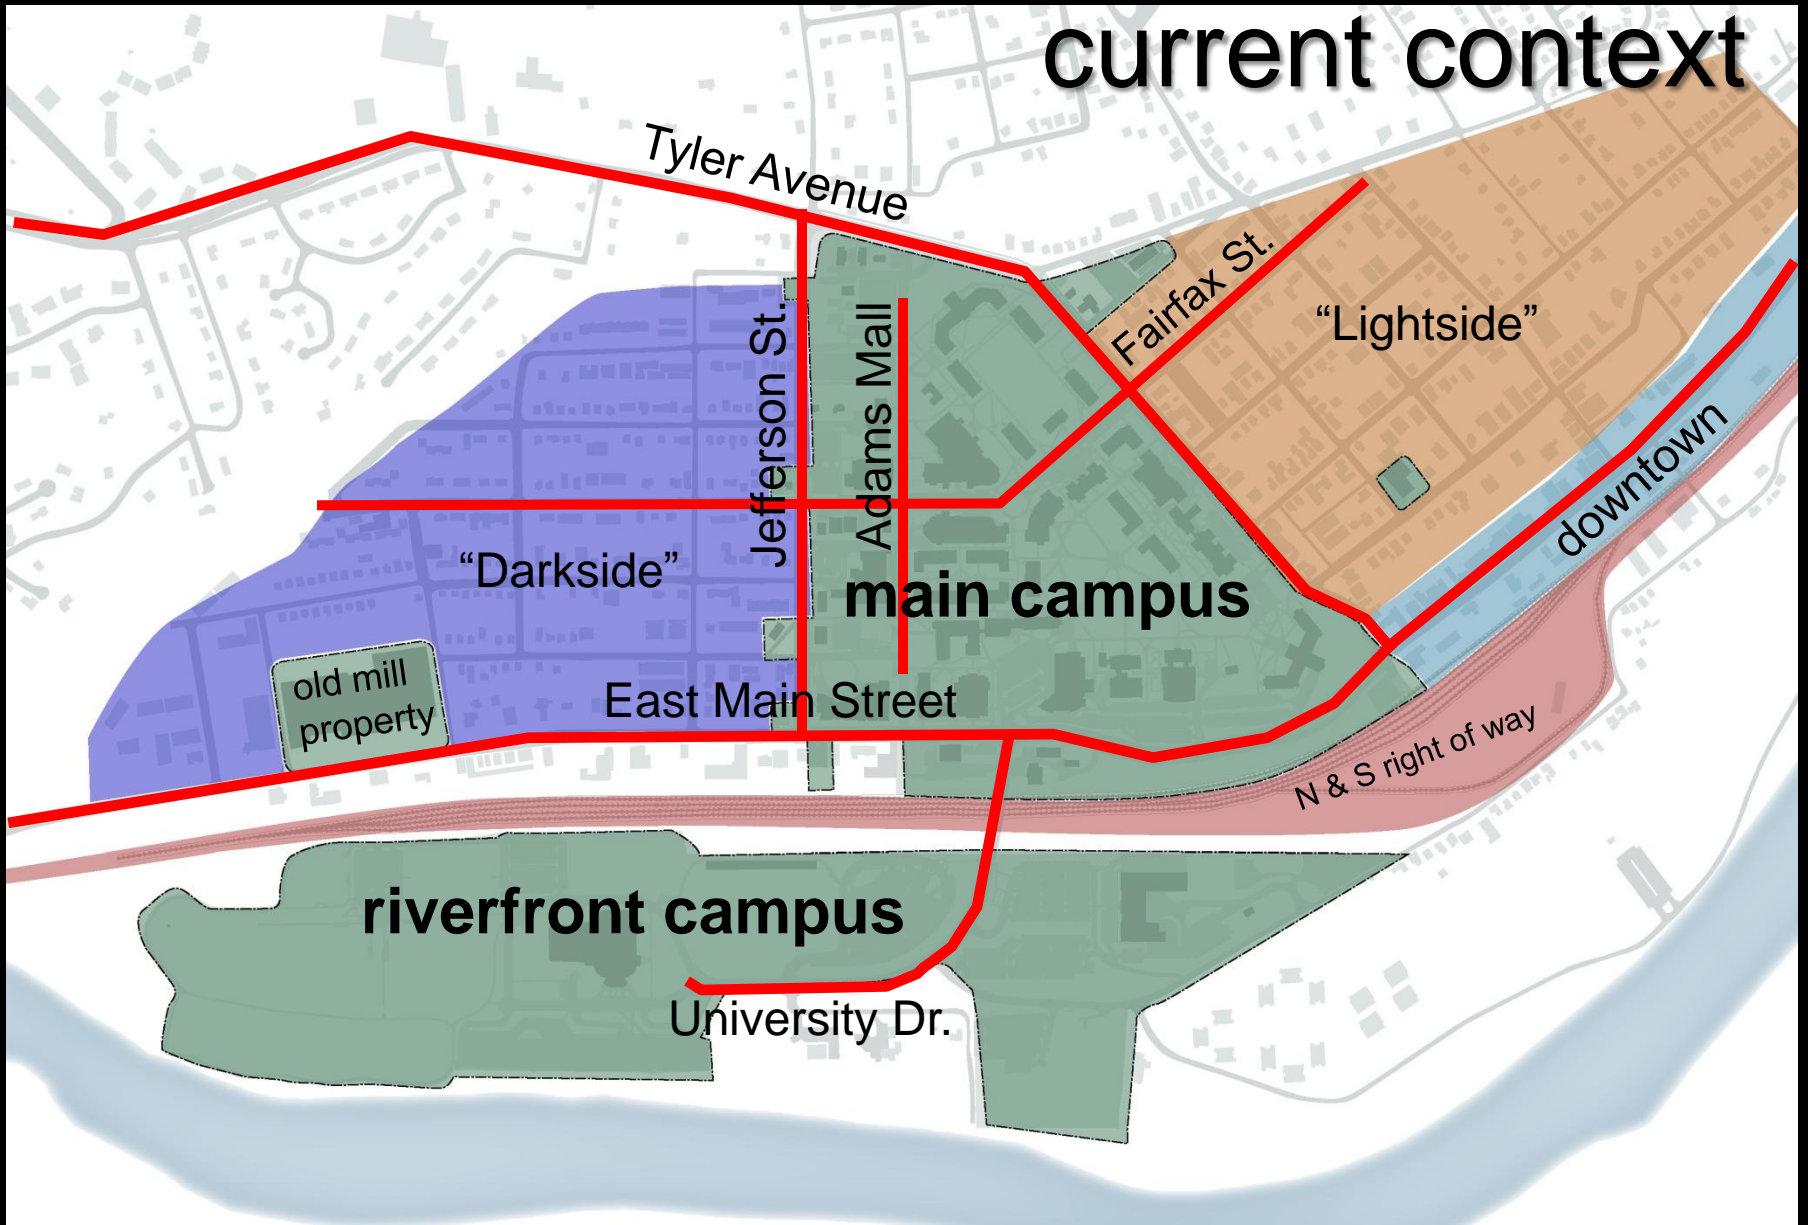 current context
Tyler Avenue
Fairfax St.
“Lightside”
Jefferson St.
Adams Mall
downtown
“Darkside”
main campus
old mill
property
East Main Street
N & S right of way
riverfront campus
University Dr.